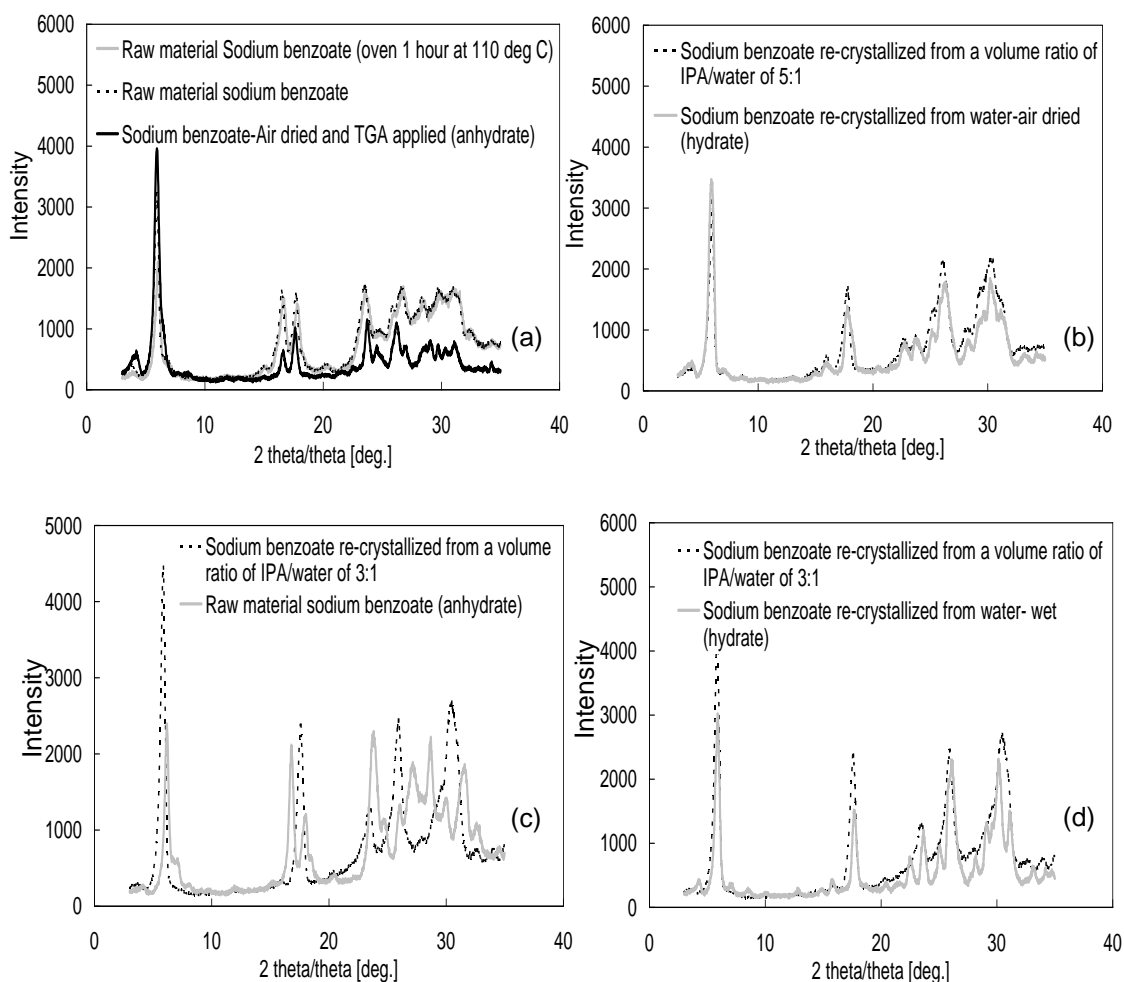 6000
5000
4000
3000
2000
1000
0
Intensity
Raw material Sodium benzoate (oven 1 hour at 110 deg C)
Raw material sodium benzoate
Sodium benzoate-Air dried and TGA applied (anhydrate)
(a)
0 10 20 30 40
2 theta/theta [deg.]
6000
5000
4000
3000
2000
1000
0
Intensity
Sodium benzoate re-crystallized from a volume ratio of
IPA/water of 5:1
Sodium benzoate re-crystallized from water-air dried
(hydrate)
(b)
0 10 20 30 40
2 theta/theta [deg.]
5000
4000
3000
2000
1000
0
Intensity
Sodium benzoate re-crystallized from a volume
ratio of IPA/water of 3:1
Raw material sodium benzoate (anhydrate)
(c)
0 10 20 30 40
2 theta/theta [deg.]
6000
5000
4000
3000
2000
1000
0
Intensity
Sodium benzoate re-crystallized from a volume ratio of
IPA/water of 3:1
Sodium benzoate re-crystallized from water- wet
(hydrate)
(d)
0 10 20 30 40
2 theta/theta [deg.]